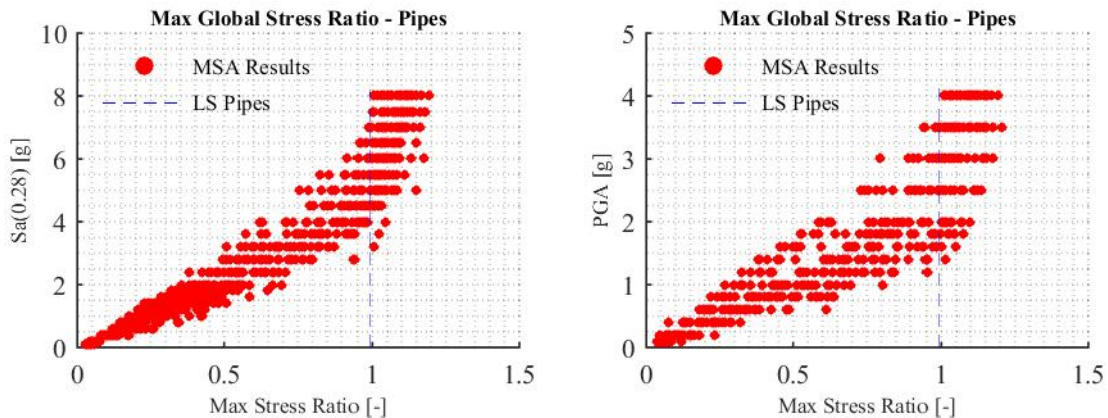 Max Global Stress Ratio - Pipes
10
8
6
4
2
0
Sa(0.28) [g]
MSA Results
LS Pipes
0
0.5
1
1.5
Max Stress Ratio [-]
Max Global Stress Ratio - Pipes
5
4
3
2
1
0
PGA [g]
MSA Results
LS Pipes
0
0.5
1
1.5
Max Stress Ratio [-]